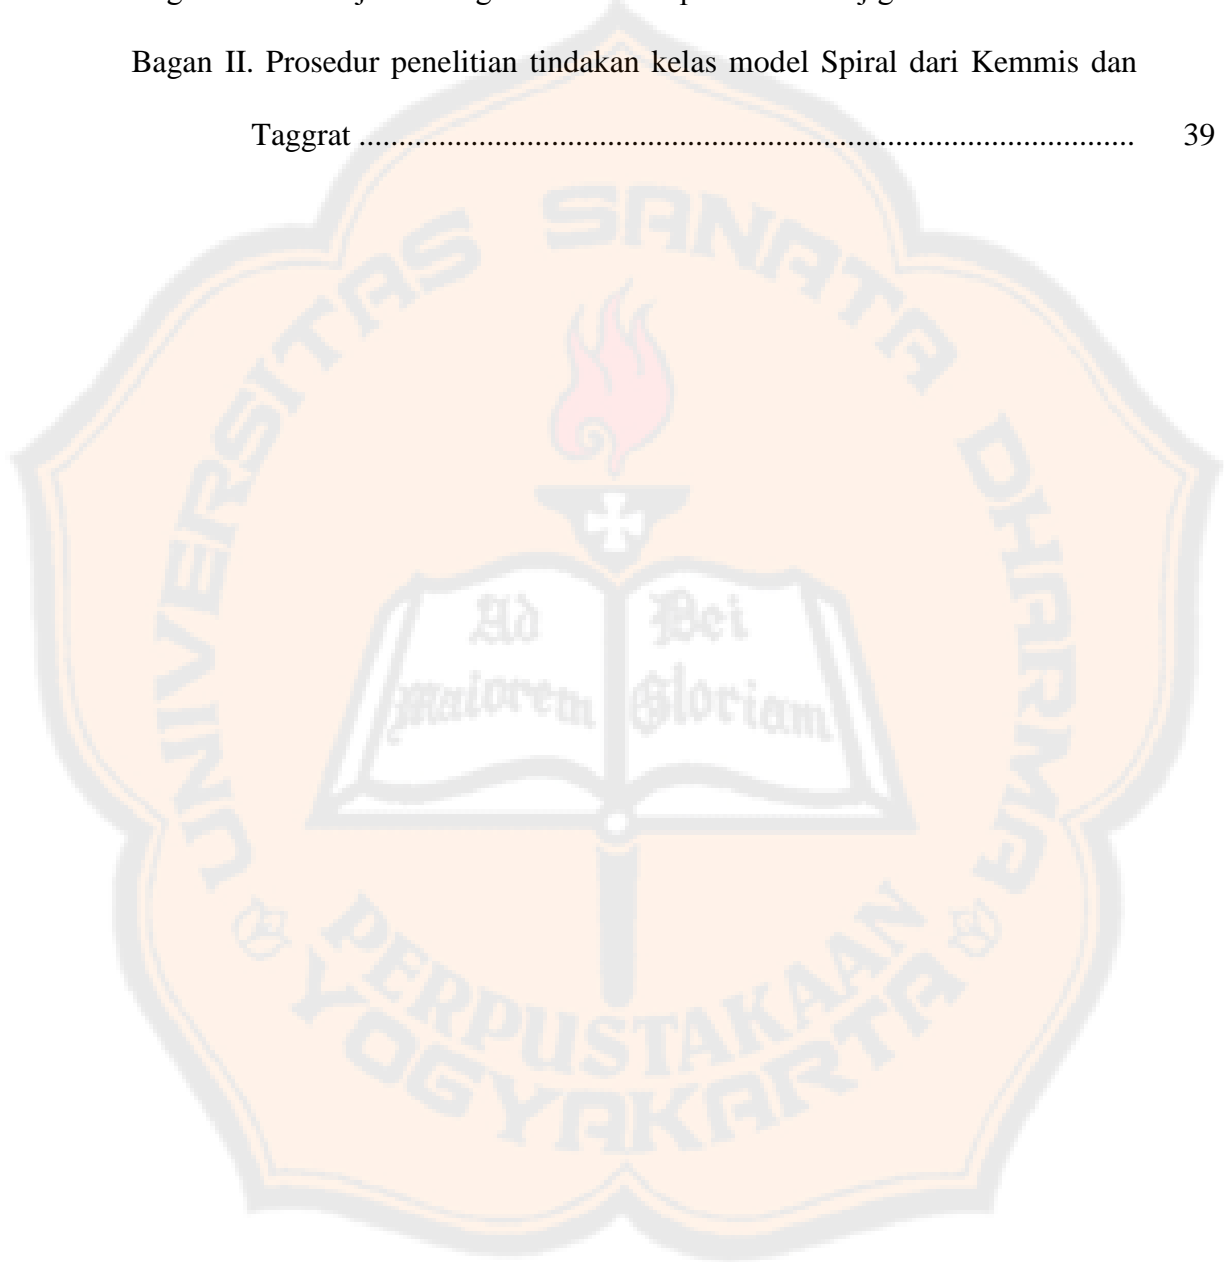 Bagan II. Prosedur penelitian tindakan kelas model Spiral dari Kemmis dan
Taggrat ................................................................................................... 39
UNIVERSITAS SANATA DHARMA
Ad
Maiorem
Dei
Gloriam
PERPUSTAKAAN
YOGYAKARTA